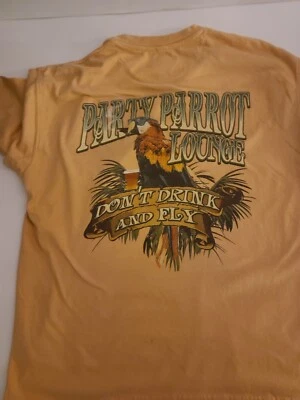 PARTY PARROT
LOUNGE
DON'T DRINK
AND FLY